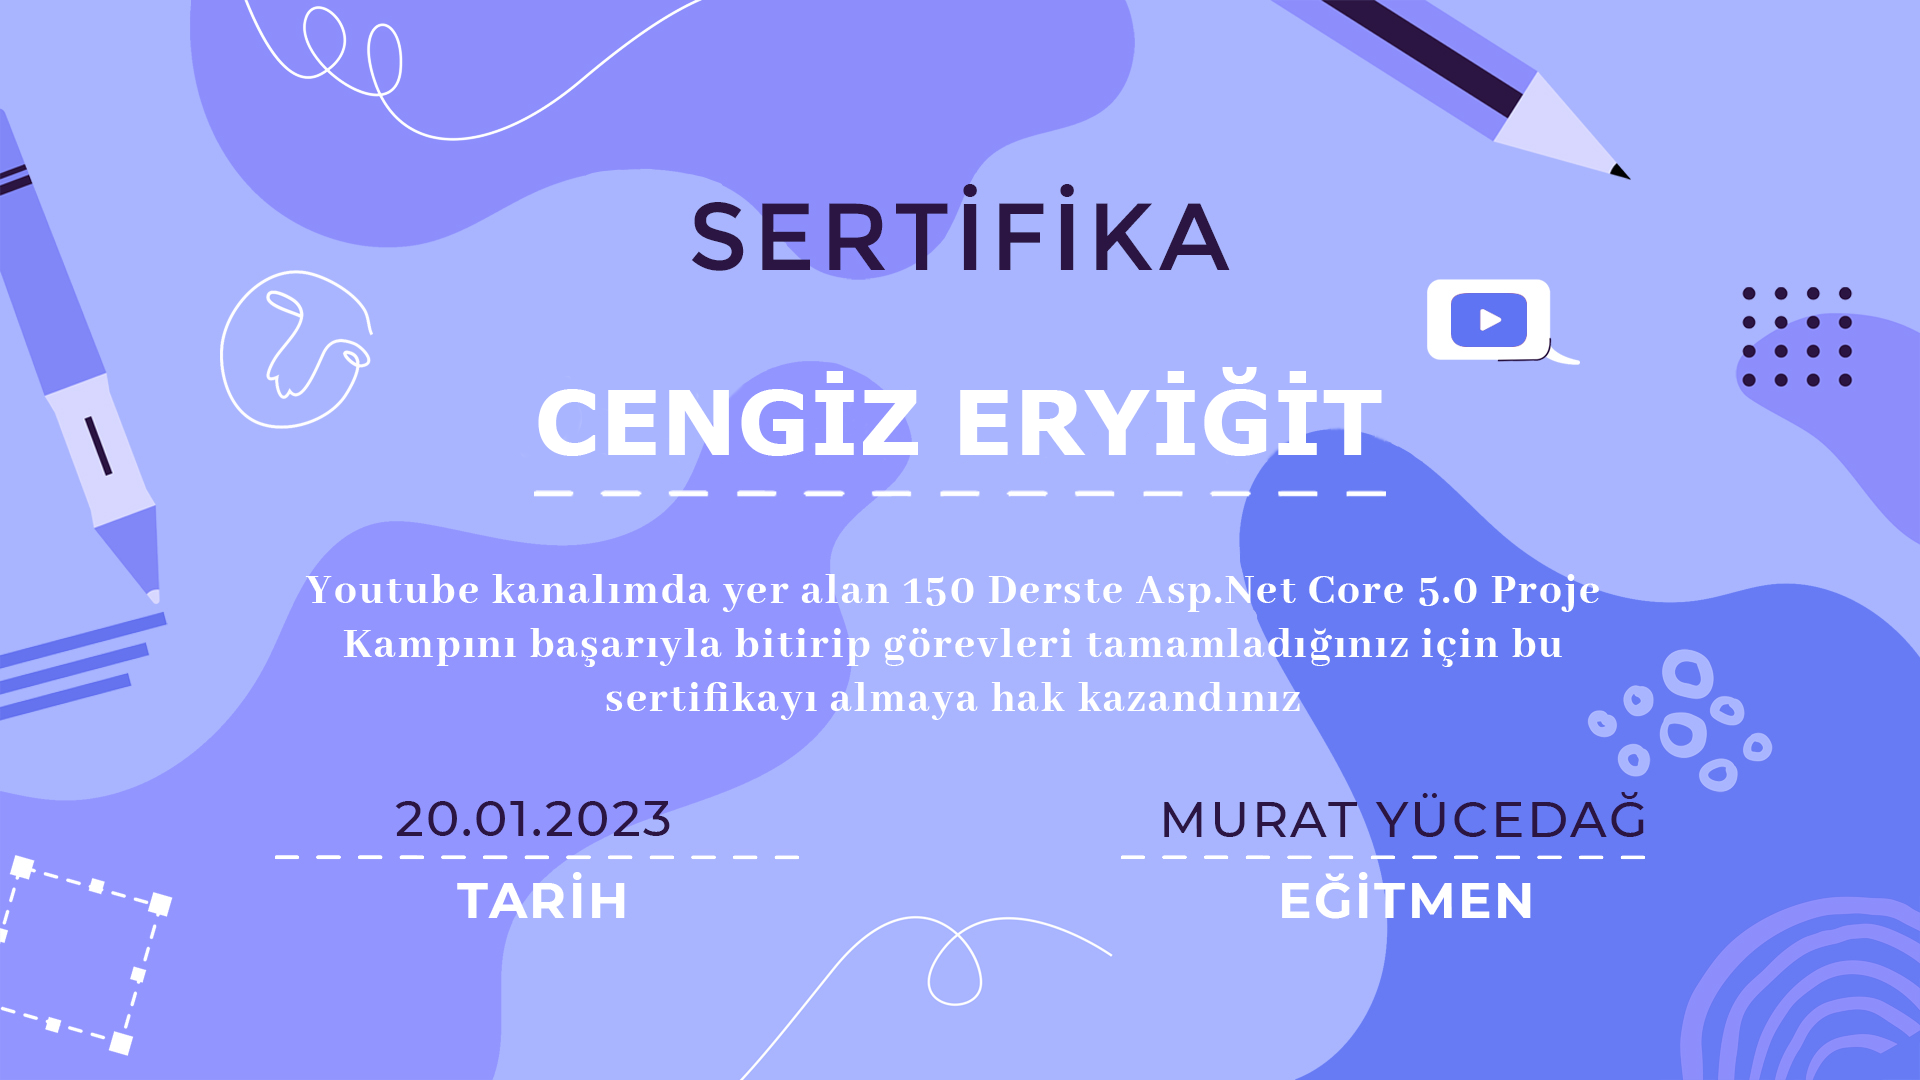 SERTİFİKA
CENGİZ ERYİĞİT
Youtube kanalımda yer alan 150 Derste Asp.Net Core 5.0 Proje
Kampını başarıyla bitirip görevleri tamamladığınız için bu
sertifikayı almaya hak kazandınız
20.01.2023
TARİH
MURAT YÜCEDAĞ
EĞİTMEN